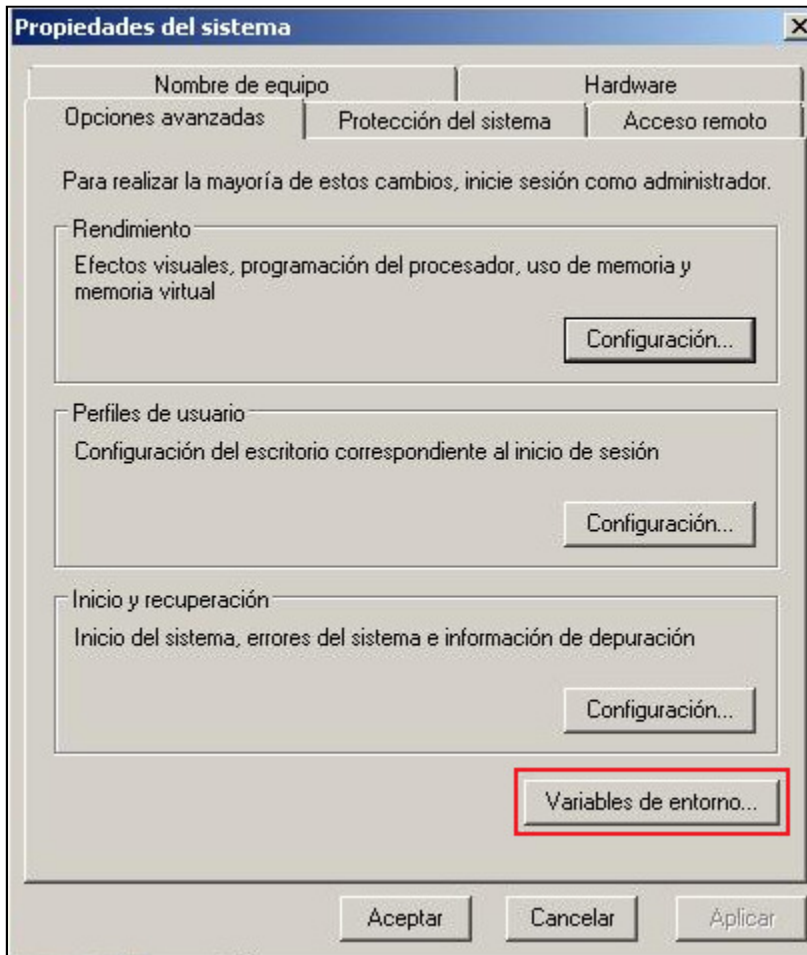 Propiedades del sistema
Nombre de equipo
Hardware
Opciones avanzadas
Protección del sistema
Acceso remoto
Para realizar la mayoría de estos cambios, inicie sesión como administrador.
Rendimiento
Efectos visuales, programación del procesador, uso de memoria y
memoria virtual
Configuración...
Perfiles de usuario
Configuración del escritorio correspondiente al inicio de sesión
Configuración...
Inicio y recuperación
Inicio del sistema, errores del sistema e información de depuración
Configuración...
Variables de entorno...
Aceptar
Cancelar
Aplicar